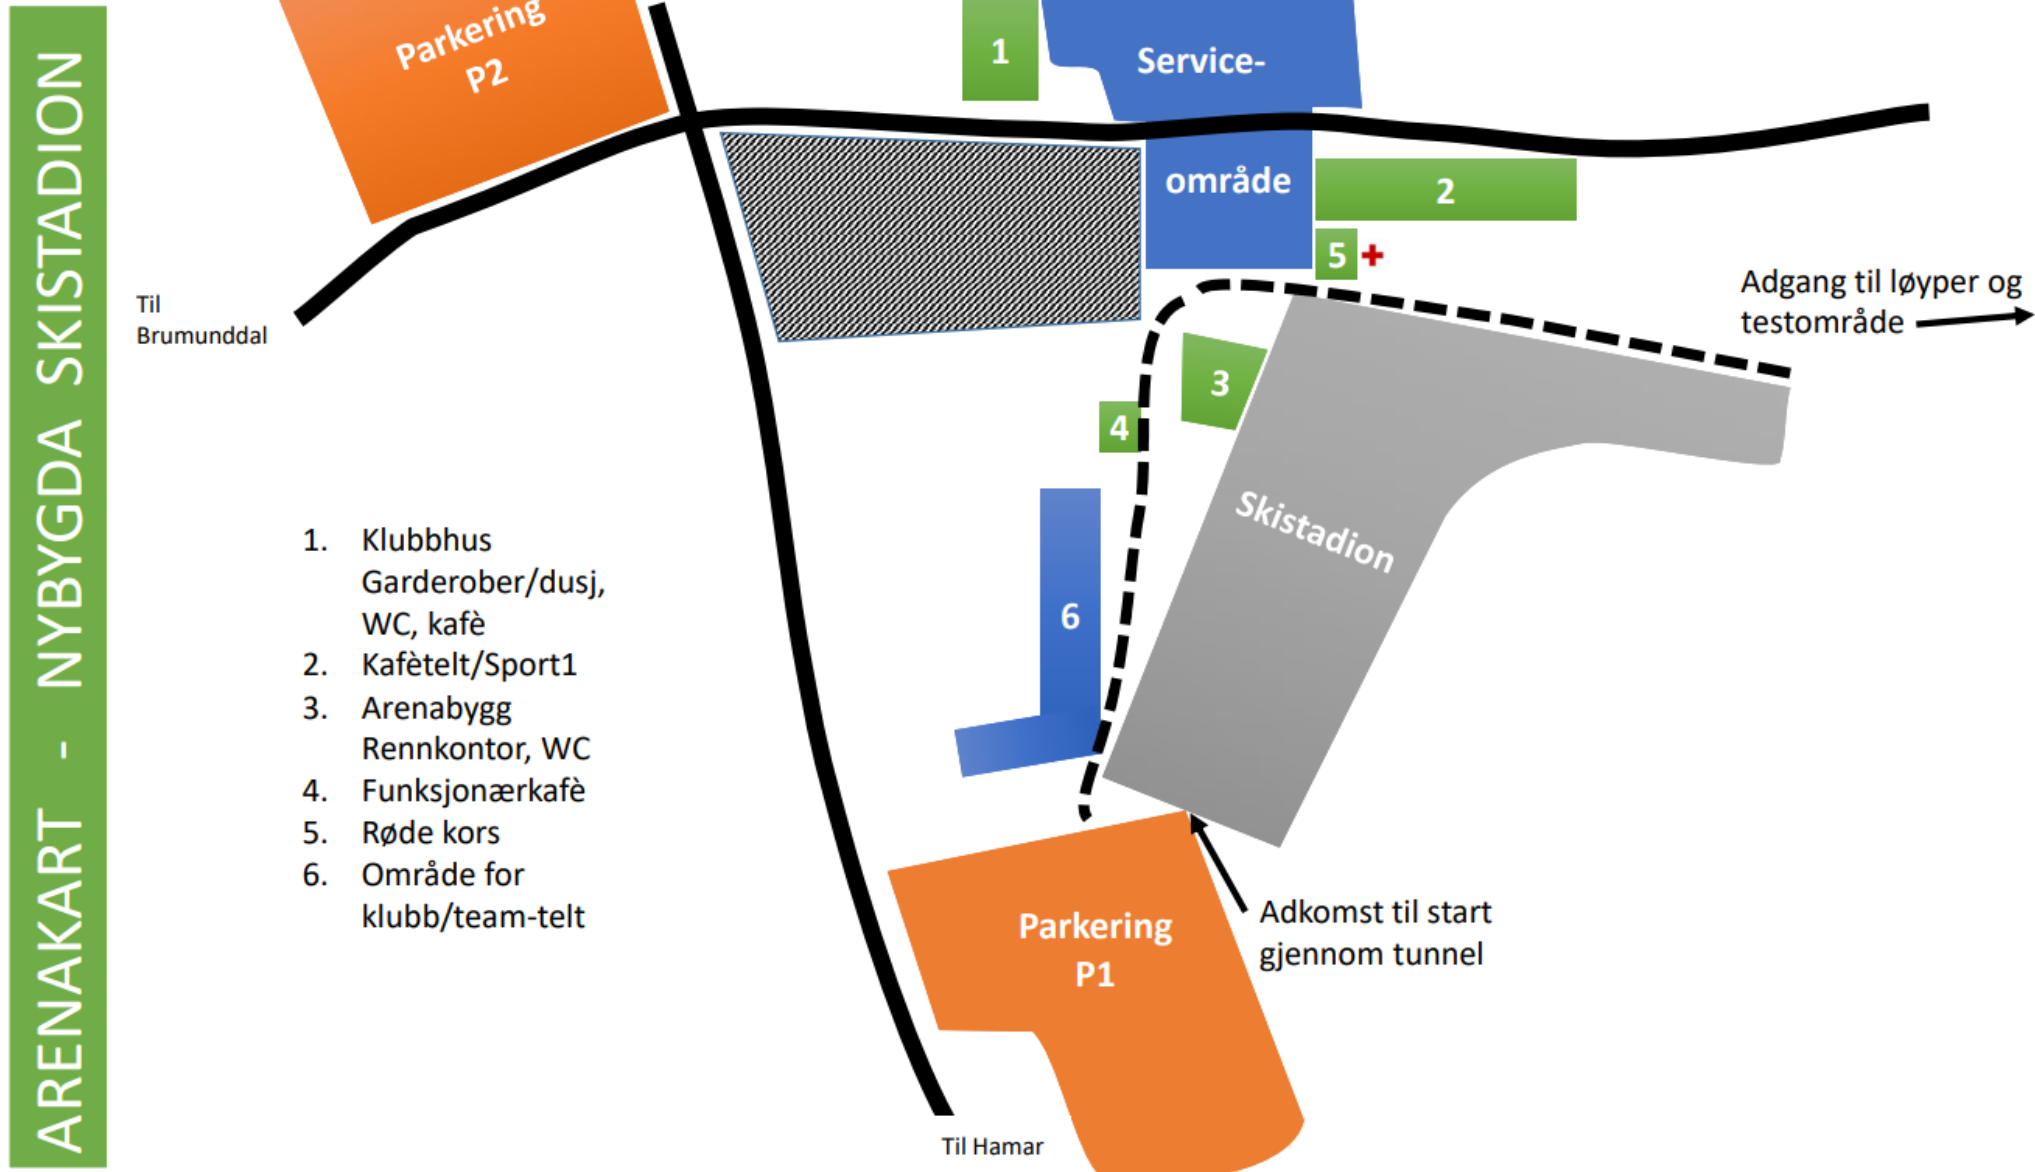 ARENAKART - NYBYGDA SKISTADION
Parkering
P2
1
Service-
område
2
5
Til
Brumunddal
Adgang til løyper og
testområde
3
4
Skistadion
6
1. Klubbhus
Garderober/dusj,
WC, kafè
2. Kafètelt/Sport1
3. Arenabygg
Rennkontor, WC
4. Funksjonærkafè
5. Røde kors
6. Område for
klubb/team-telt
Parkering
P1
Adkomst til start
gjennom tunnel
Til Hamar